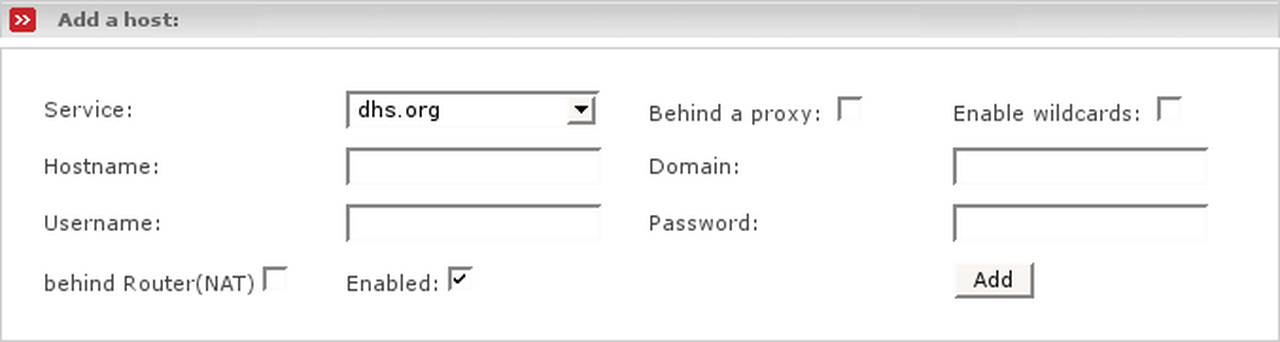 Add a host:
Service: dhs.org Behind a proxy: Enable wildcards:
Hostname: Domain:
Username: Password:
behind Router(NAT) Enabled: Add